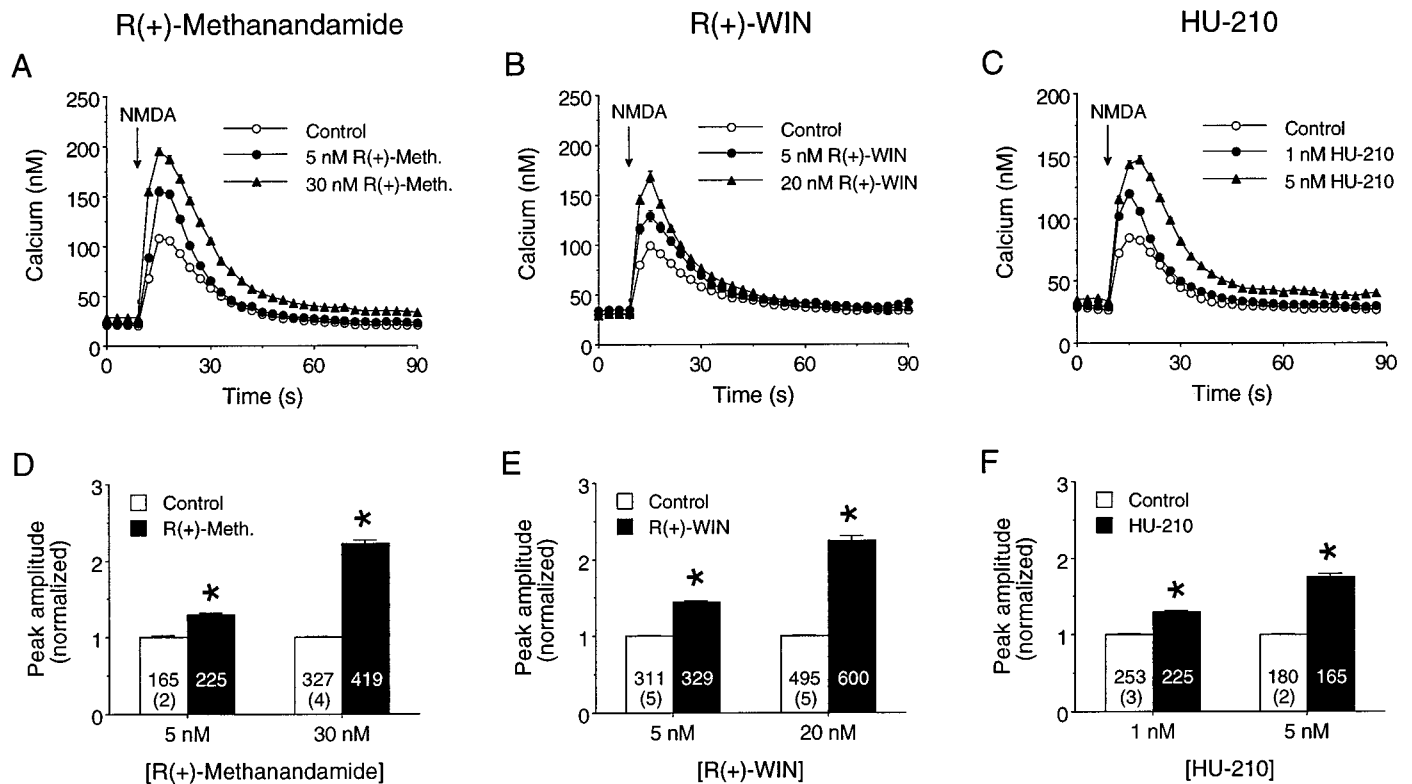 R(+)-Methanandamide
R(+)-WIN
HU-210
A
Calcium (nM)
250
200
150
100
50
0
NMDA
Control
5 nM R(+)-Meth.
30 nM R(+)-Meth.
0
30
60
90
Time (s)
B
Calcium (nM)
250
200
150
100
50
0
NMDA
Control
5 nM R(+)-WIN
20 nM R(+)-WIN
0
30
60
90
Time (s)
C
Calcium (nM)
200
150
100
50
0
NMDA
Control
1 nM HU-210
5 nM HU-210
0
30
60
90
Time (s)
D
Peak amplitude
(normalized)
3
2
1
0
Control
R(+)-Meth.
*
*
165
(2)
225
327
(4)
419
5 nM
30 nM
[R(+)-Methanandamide]
E
Peak amplitude
(normalized)
3
2
1
0
Control
R(+)-WIN
*
*
311
(5)
329
495
(5)
600
5 nM
20 nM
[R(+)-WIN]
F
Peak amplitude
(normalized)
3
2
1
0
Control
HU-210
*
*
253
(3)
225
180
(2)
165
1 nM
5 nM
[HU-210]